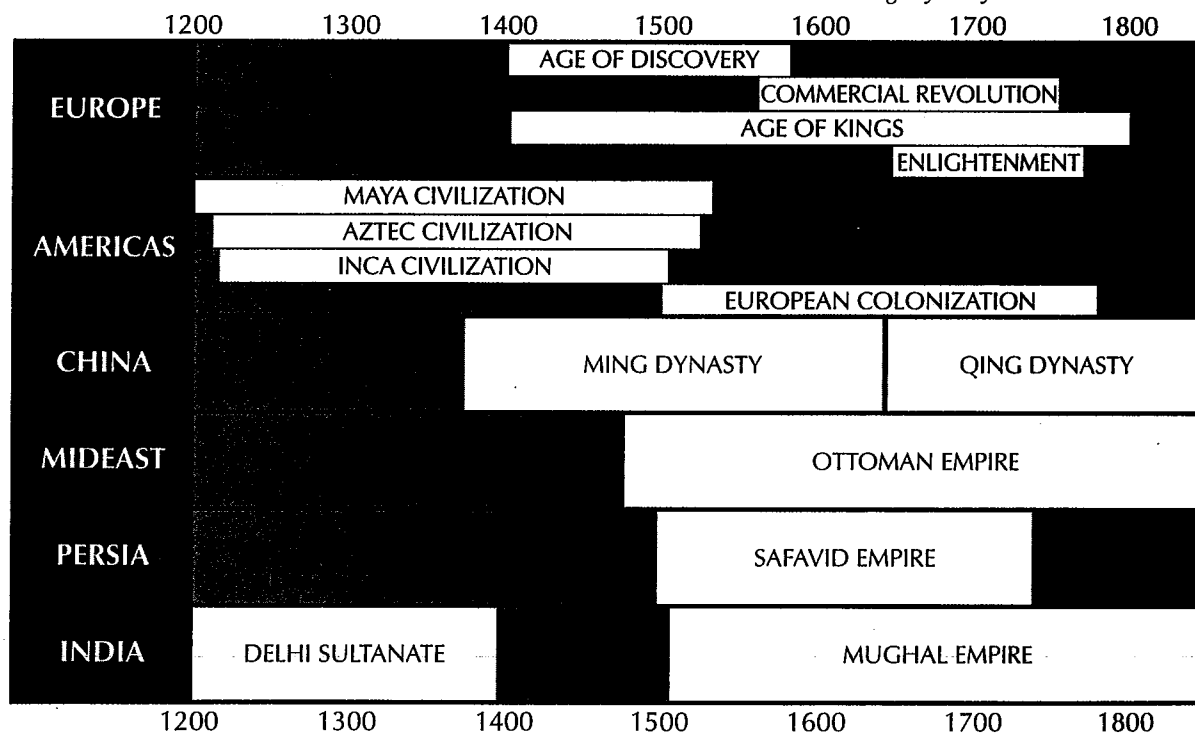 1200 1300 1400 1500 1600 1700 1800
EUROPE
AGE OF DISCOVERY
COMMERCIAL REVOLUTION
AGE OF KINGS
ENLIGHTENMENT
AMERICAS
MAYA CIVILIZATION
AZTEC CIVILIZATION
INCA CIVILIZATION
EUROPEAN COLONIZATION
CHINA
MING DYNASTY
QING DYNASTY
MIDEAST
OTTOMAN EMPIRE
PERSIA
SAFAVID EMPIRE
INDIA
DELHI SULTANATE
MUGHAL EMPIRE
1200 1300 1400 1500 1600 1700 1800